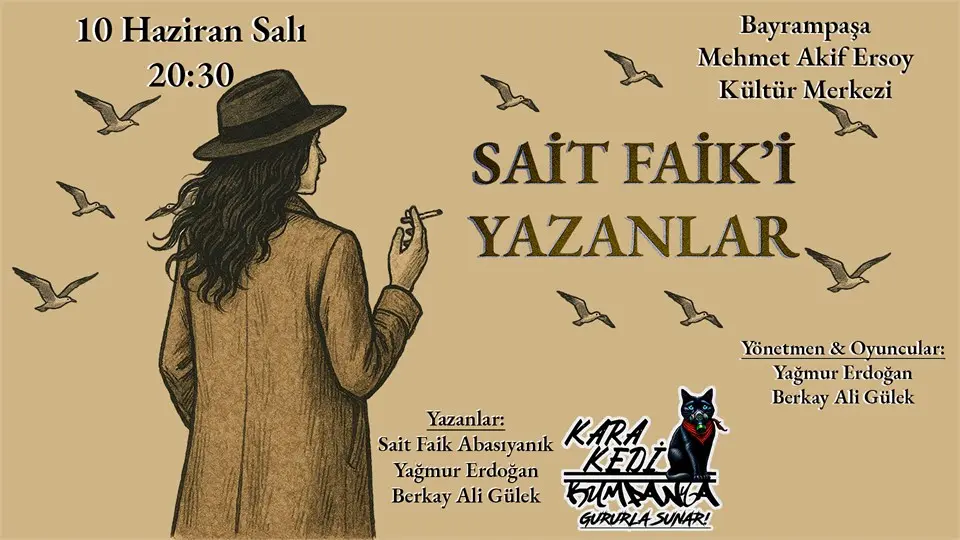 10 Haziran Salı
20:30
Bayrampaşa
Mehmet Akif Ersoy
Kültür Merkezi
SAİT FAİK'İ
YAZANLAR
Yönetmen & Oyuncular:
Yağmur Erdoğan
Berkay Ali Gülek
Yazanlar:
Sait Faik Abasıyanık
Yağmur Erdoğan
Berkay Ali Gülek
KARA
KEDİ
KUMPANYA
GURURLA SUNAR!